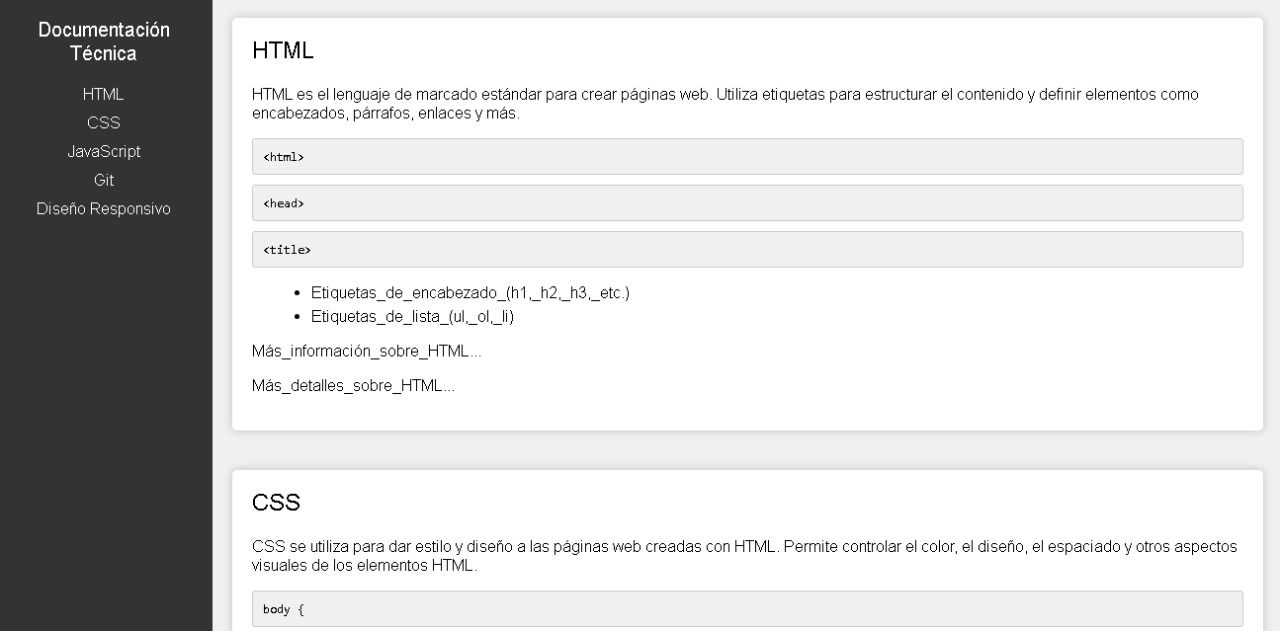 Documentación
Técnica
HTML
CSS
JavaScript
Git
Diseño Responsivo
HTML
HTML es el lenguaje de marcado estándar para crear páginas web. Utiliza etiquetas para estructurar el contenido y definir elementos como
encabezados, párrafos, enlaces y más.
<html>
<head>
<title>
• Etiquetas_de_encabezado_(h1,_h2,_h3,_etc.)
• Etiquetas_de_lista_(ul,_ol,_li)
Más_información_sobre_HTML...
Más_detalles_sobre_HTML...
CSS
CSS se utiliza para dar estilo y diseño a las páginas web creadas con HTML. Permite controlar el color, el diseño, el espaciado y otros aspectos
visuales de los elementos HTML.
body {